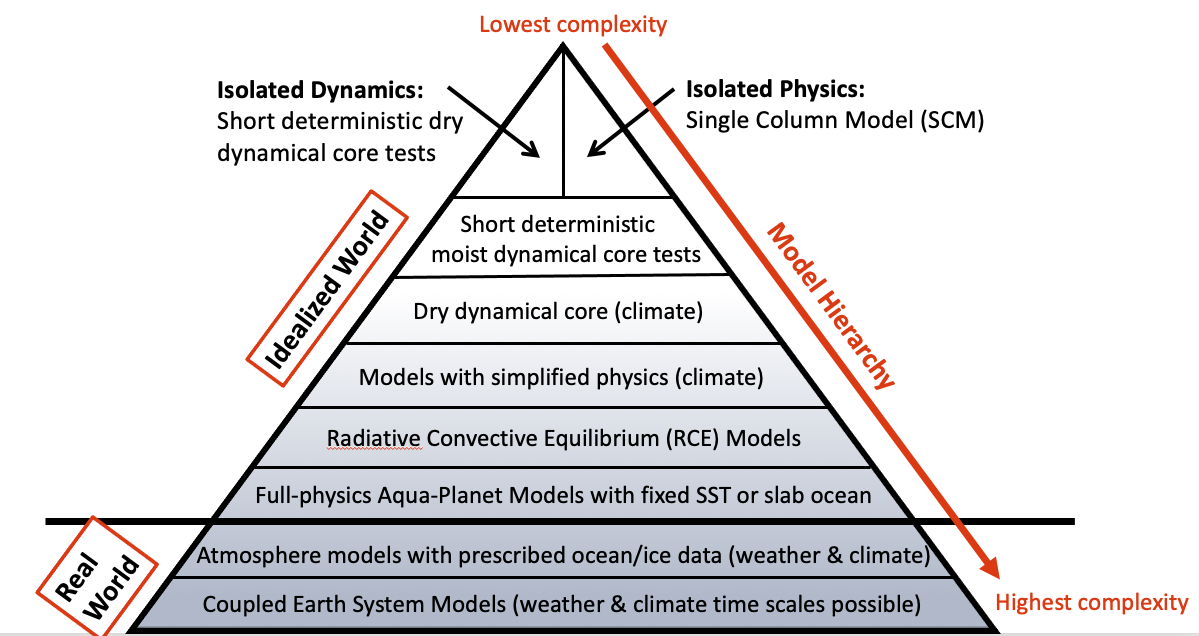 Lowest complexity
Isolated Dynamics:
Short deterministic dry
dynamical core tests
Isolated Physics:
Single Column Model (SCM)
Idealized World
Model Hierarchy
Short deterministic
moist dynamical core tests
Dry dynamical core (climate)
Models with simplified physics (climate)
Radiative Convective Equilibrium (RCE) Models
Full-physics Aqua-Planet Models with fixed SST or slab ocean
Real
World
Atmosphere models with prescribed ocean/ice data (weather & climate)
Coupled Earth System Models (weather & climate time scales possible)
Highest complexity